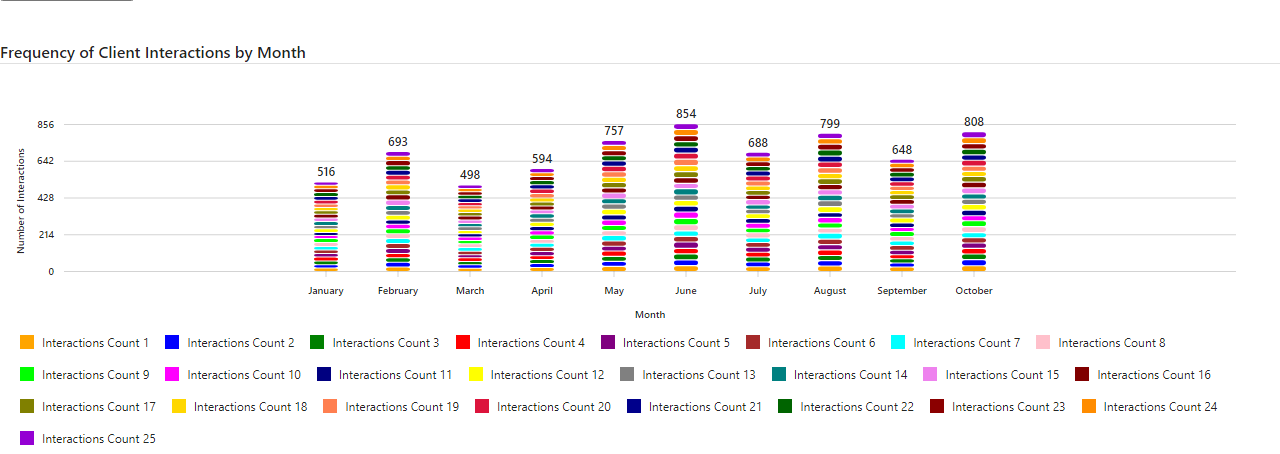 Frequency of Client Interactions by Month
854
856
808
799
757
693
688
648
642
594
516
498
428
214
0
Number of Interactions
January February March April May June July August September October
Month
Interactions Count 1 Interactions Count 2 Interactions Count 3 Interactions Count 4 Interactions Count 5 Interactions Count 6 Interactions Count 7 Interactions Count 8
Interactions Count 9 Interactions Count 10 Interactions Count 11 Interactions Count 12 Interactions Count 13 Interactions Count 14 Interactions Count 15 Interactions Count 16
Interactions Count 17 Interactions Count 18 Interactions Count 19 Interactions Count 20 Interactions Count 21 Interactions Count 22 Interactions Count 23 Interactions Count 24
Interactions Count 25